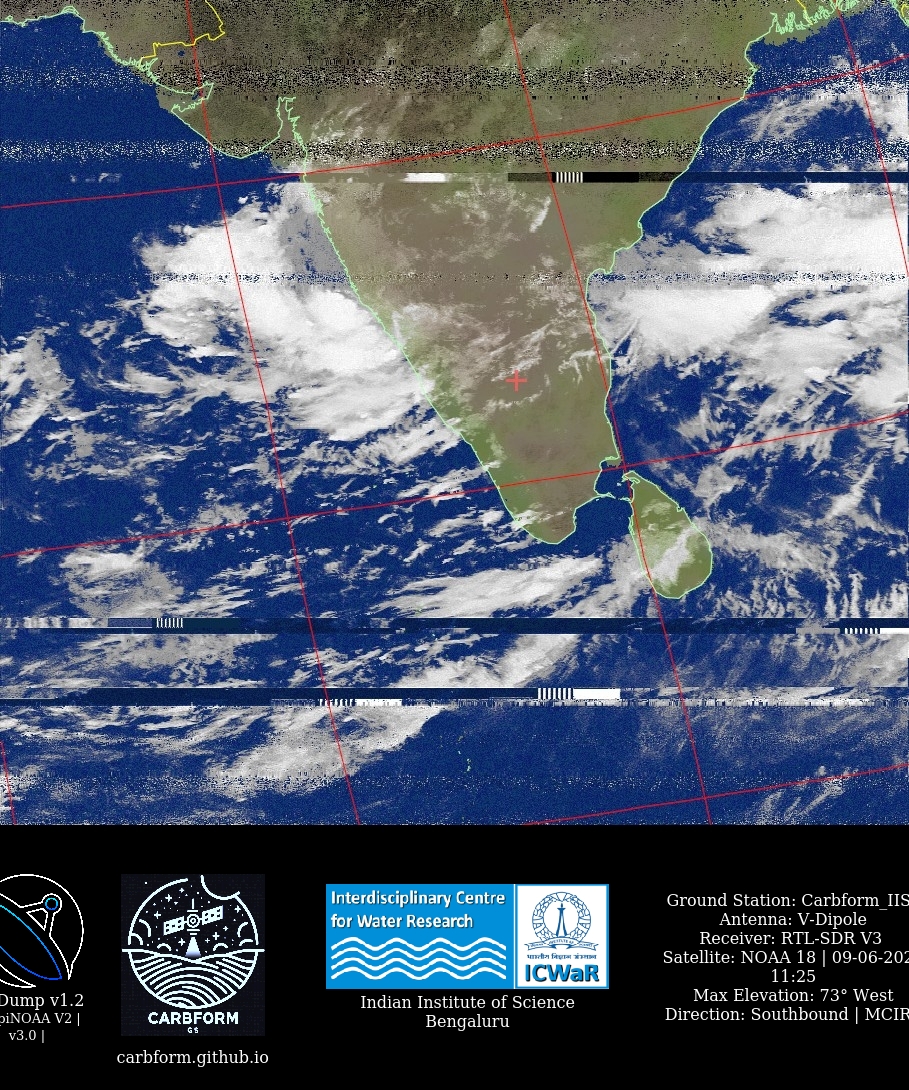 Dump v1.2
piNOAA V2 |
v3.0 |
CARBFORM
GS
carbform.github.io
Interdisciplinary Centre
for Water Research
भारतीय विज्ञान संस्थान
ICWaR
Indian Institute of Science
Bengaluru
Ground Station: Carbform_IIS
Antenna: V-Dipole
Receiver: RTL-SDR V3
Satellite: NOAA 18 | 09-06-202
11:25
Max Elevation: 73° West
Direction: Southbound | MCIR